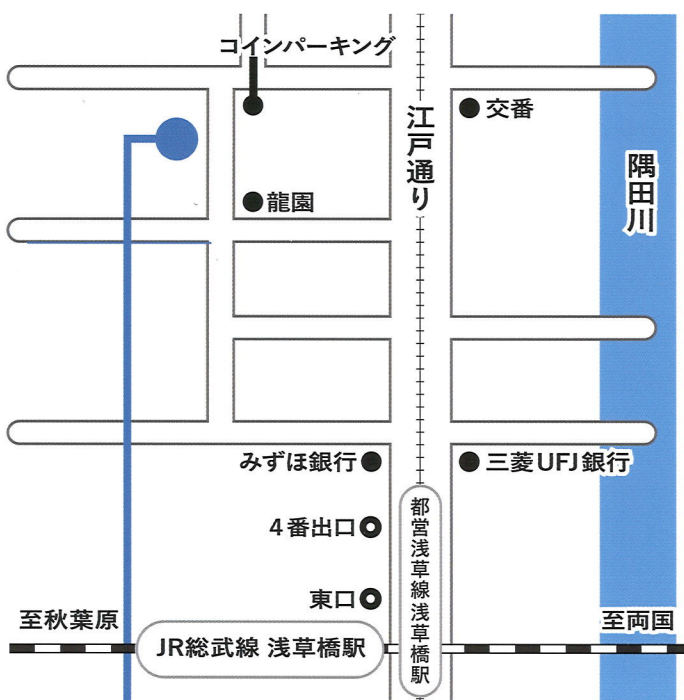 コインパーキング
江戸通り
交番
隅田川
龍園
みずほ銀行
三菱UFJ銀行
4番出口
都営浅草線浅草橋駅
東口
至秋葉原
至両国
JR総武線 浅草橋駅